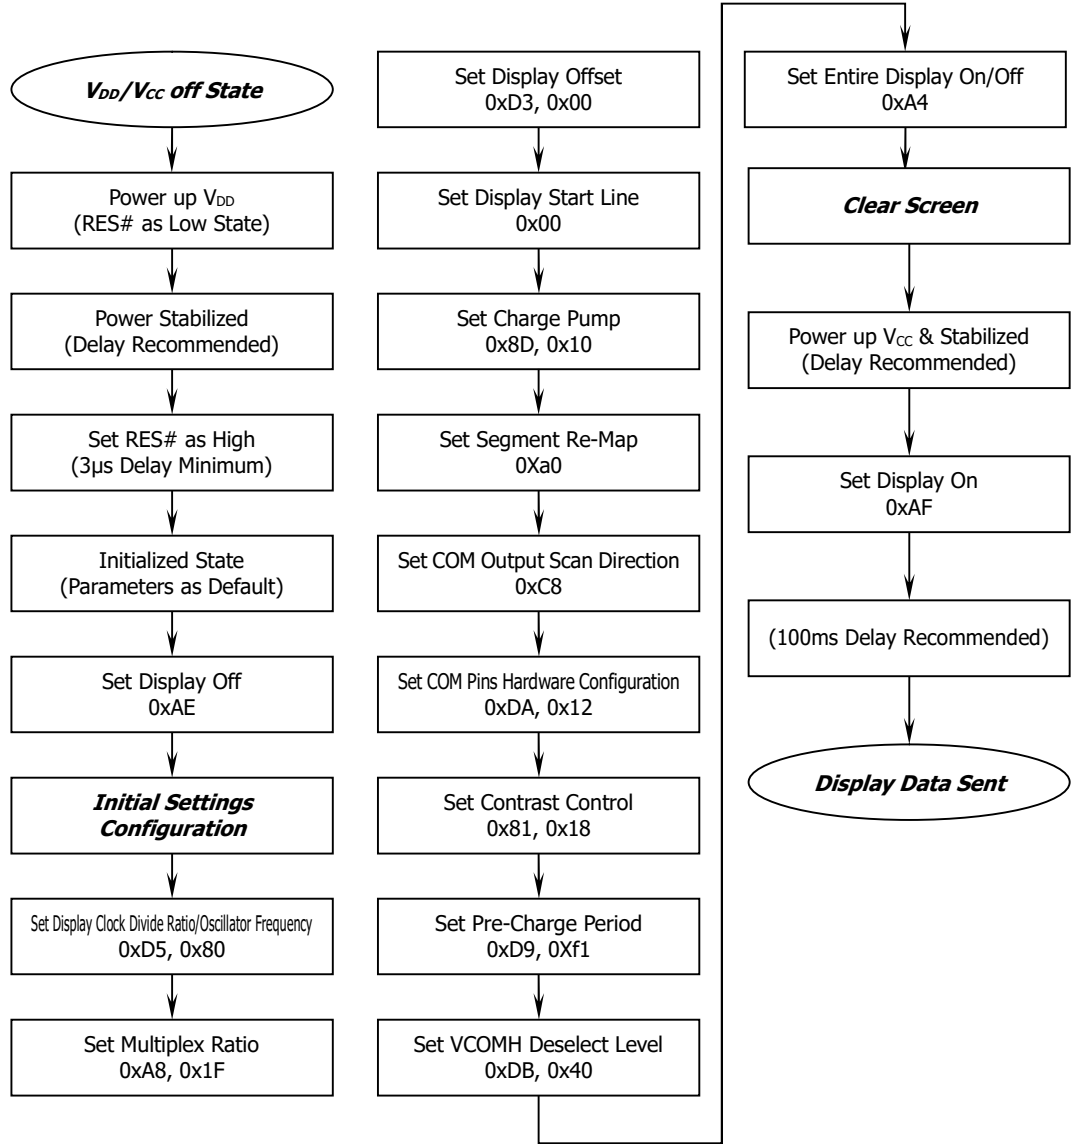 V_DD/V_CC off State
Power up V_DD
(RES# as Low State)
Power Stabilized
(Delay Recommended)
Set RES# as High
(3µs Delay Minimum)
Initialized State
(Parameters as Default)
Set Display Off
0xAE
Initial Settings
Configuration
Set Display Clock Divide Ratio/Oscillator Frequency
0xD5, 0x80
Set Multiplex Ratio
0xA8, 0x1F
Set Display Offset
0xD3, 0x00
Set Display Start Line
0x00
Set Charge Pump
0x8D, 0x10
Set Segment Re-Map
0Xa0
Set COM Output Scan Direction
0xC8
Set COM Pins Hardware Configuration
0xDA, 0x12
Set Contrast Control
0x81, 0x18
Set Pre-Charge Period
0xD9, 0Xf1
Set VCOMH Deselect Level
0xDB, 0x40
Set Entire Display On/Off
0xA4
Clear Screen
Power up V_CC & Stabilized
(Delay Recommended)
Set Display On
0xAF
(100ms Delay Recommended)
Display Data Sent